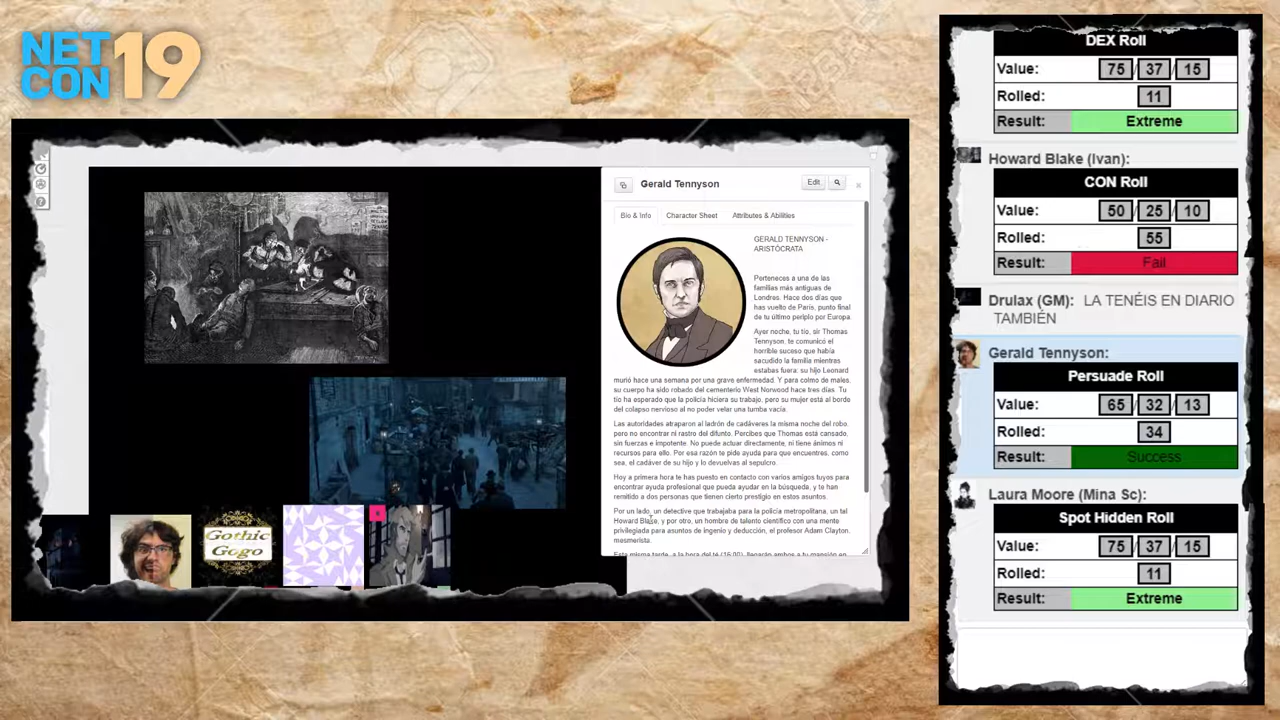 NET
CON
19
Gerald Tennyson
Edit
Bio & Info
Character Sheet
Attributes & Abilities
GERALD TENNYSON -
ARISTÓCRATA
Perteneces a una de las
familias más antiguas de
Londres. Hace dos días que
has vuelto de París, punto final
de tu último periplo por Europa.
Ayer noche, tu tío, sir Thomas
Tennyson, te comunicó el
horrible suceso que había
sacudido la familia mientras
estabas fuera: su hijo Leonard
murió hace una semana por una grave enfermedad. Y para colmo de males,
su cuerpo ha sido robado del cementerio West Norwood hace tres días. Tu
tío ha esperado que la policía hiciera su trabajo, pero su mujer está al borde
del colapso nervioso al no poder velar una tumba vacía.
Las autoridades atraparon al ladrón de cadáveres la misma noche del robo,
pero no encontrar ni rastro del difunto. Percibes que Thomas está cansado,
sin fuerzas e impotente. No puede actuar directamente, ni tiene ánimos ni
recursos para ello. Por esa razón te pide ayuda para que encuentres, como
sea, el cadáver de su hijo y lo devuelvas al sepulcro.
Hoy a primera hora te has puesto en contacto con varios amigos tuyos para
encontrar ayuda profesional que pueda ayudar en la búsqueda, y te han
remitido a dos personas que tienen cierto prestigio en estos asuntos.
Por un lado, un detective que trabajaba para la policía metropolitana, un tal
Howard Blake, y por otro, un hombre de talento científico con una mente
privilegiada para asuntos de ingenio y deducción, el profesor Adam Clayton,
mesmerista.
Esta misma tarde, a la hora del té (16:00), llegarán ambos a tu mansión en
Gothic
Gogo
DEX Roll
Value: 75 / 37 / 15
Rolled: 11
Result: Extreme
Howard Blake (Ivan):
CON Roll
Value: 50 / 25 / 10
Rolled: 55
Result: Fail
Drulax (GM): LA TENÉIS EN DIARIO
TAMBIÉN
Gerald Tennyson:
Persuade Roll
Value: 65 / 32 / 13
Rolled: 34
Result: Success
Laura Moore (Mina Sc):
Spot Hidden Roll
Value: 75 / 37 / 15
Rolled: 11
Result: Extreme